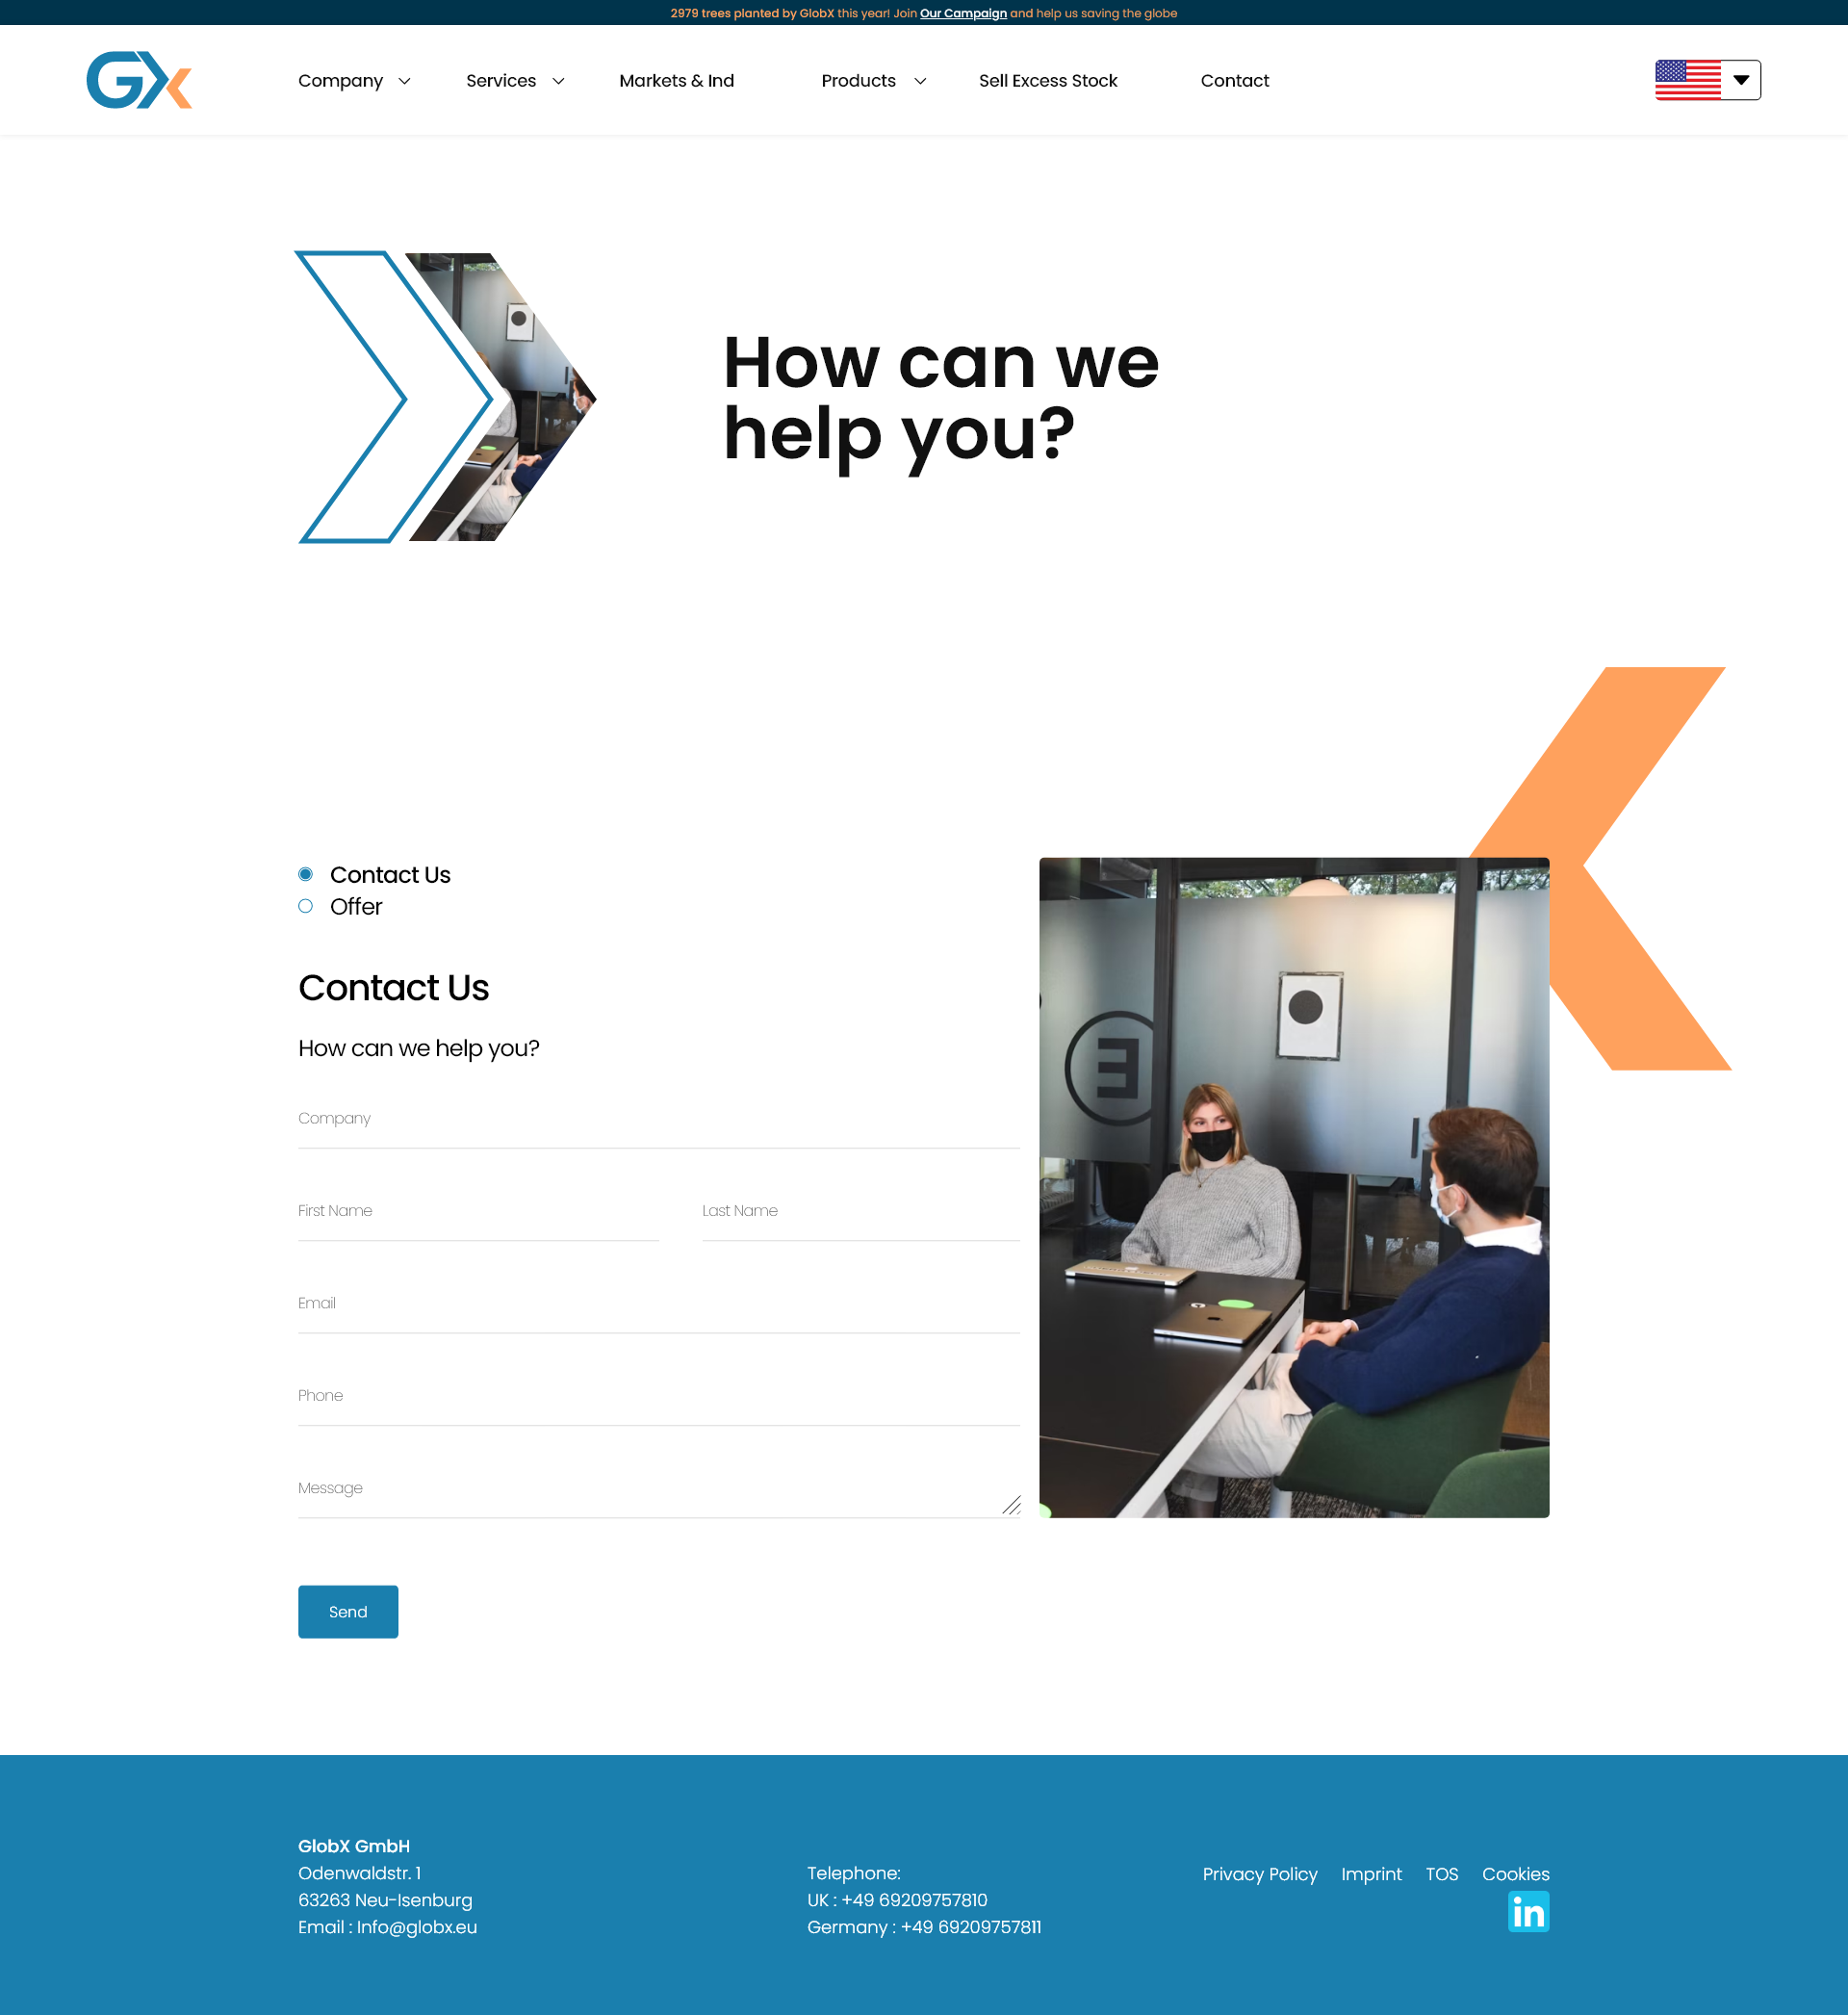 2979 trees planted by GlobX this year! Join Our Campaign and help us saving the globe
GX
Company
Services
Markets & Ind
Products
Sell Excess Stock
Contact
How can we
help you?
Contact Us
Offer
Contact Us
How can we help you?
Company
First Name
Last Name
Email
Phone
Message
Send
GlobX GmbH
Odenwaldstr. 1
63263 Neu-Isenburg
Email : Info@globx.eu
Telephone:
UK : +49 69209757810
Germany : +49 69209757811
Privacy Policy
Imprint
TOS
Cookies
in